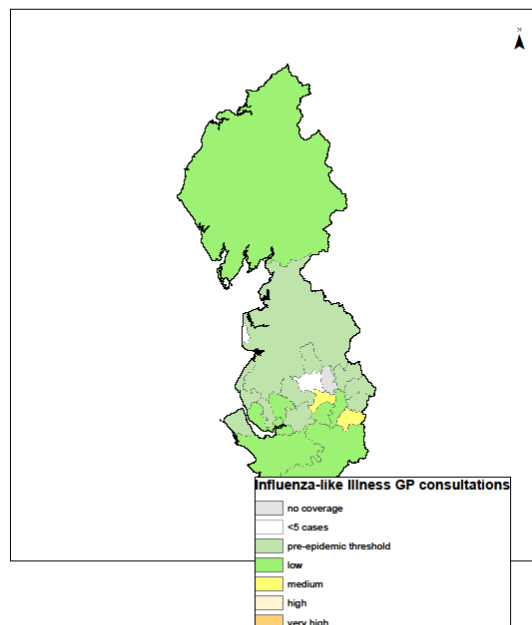 N
Influenza-like Illness GP consultations
no coverage
<5 cases
pre-epidemic threshold
low
medium
high
very high